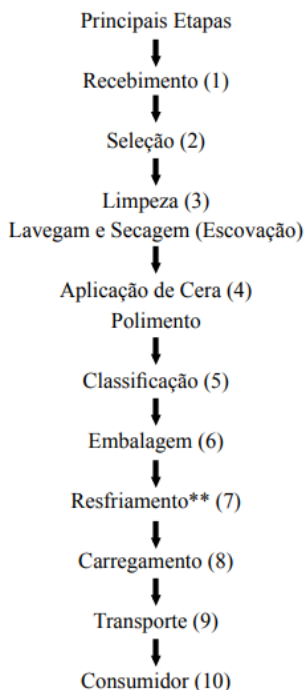 Principais Etapas
Recebimento (1)
Seleção (2)
Limpeza (3)
Lavegam e Secagem (Escovação)
Aplicação de Cera (4)
Polimento
Classificação (5)
Embalagem (6)
Resfriamento** (7)
Carregamento (8)
Transporte (9)
Consumidor (10)